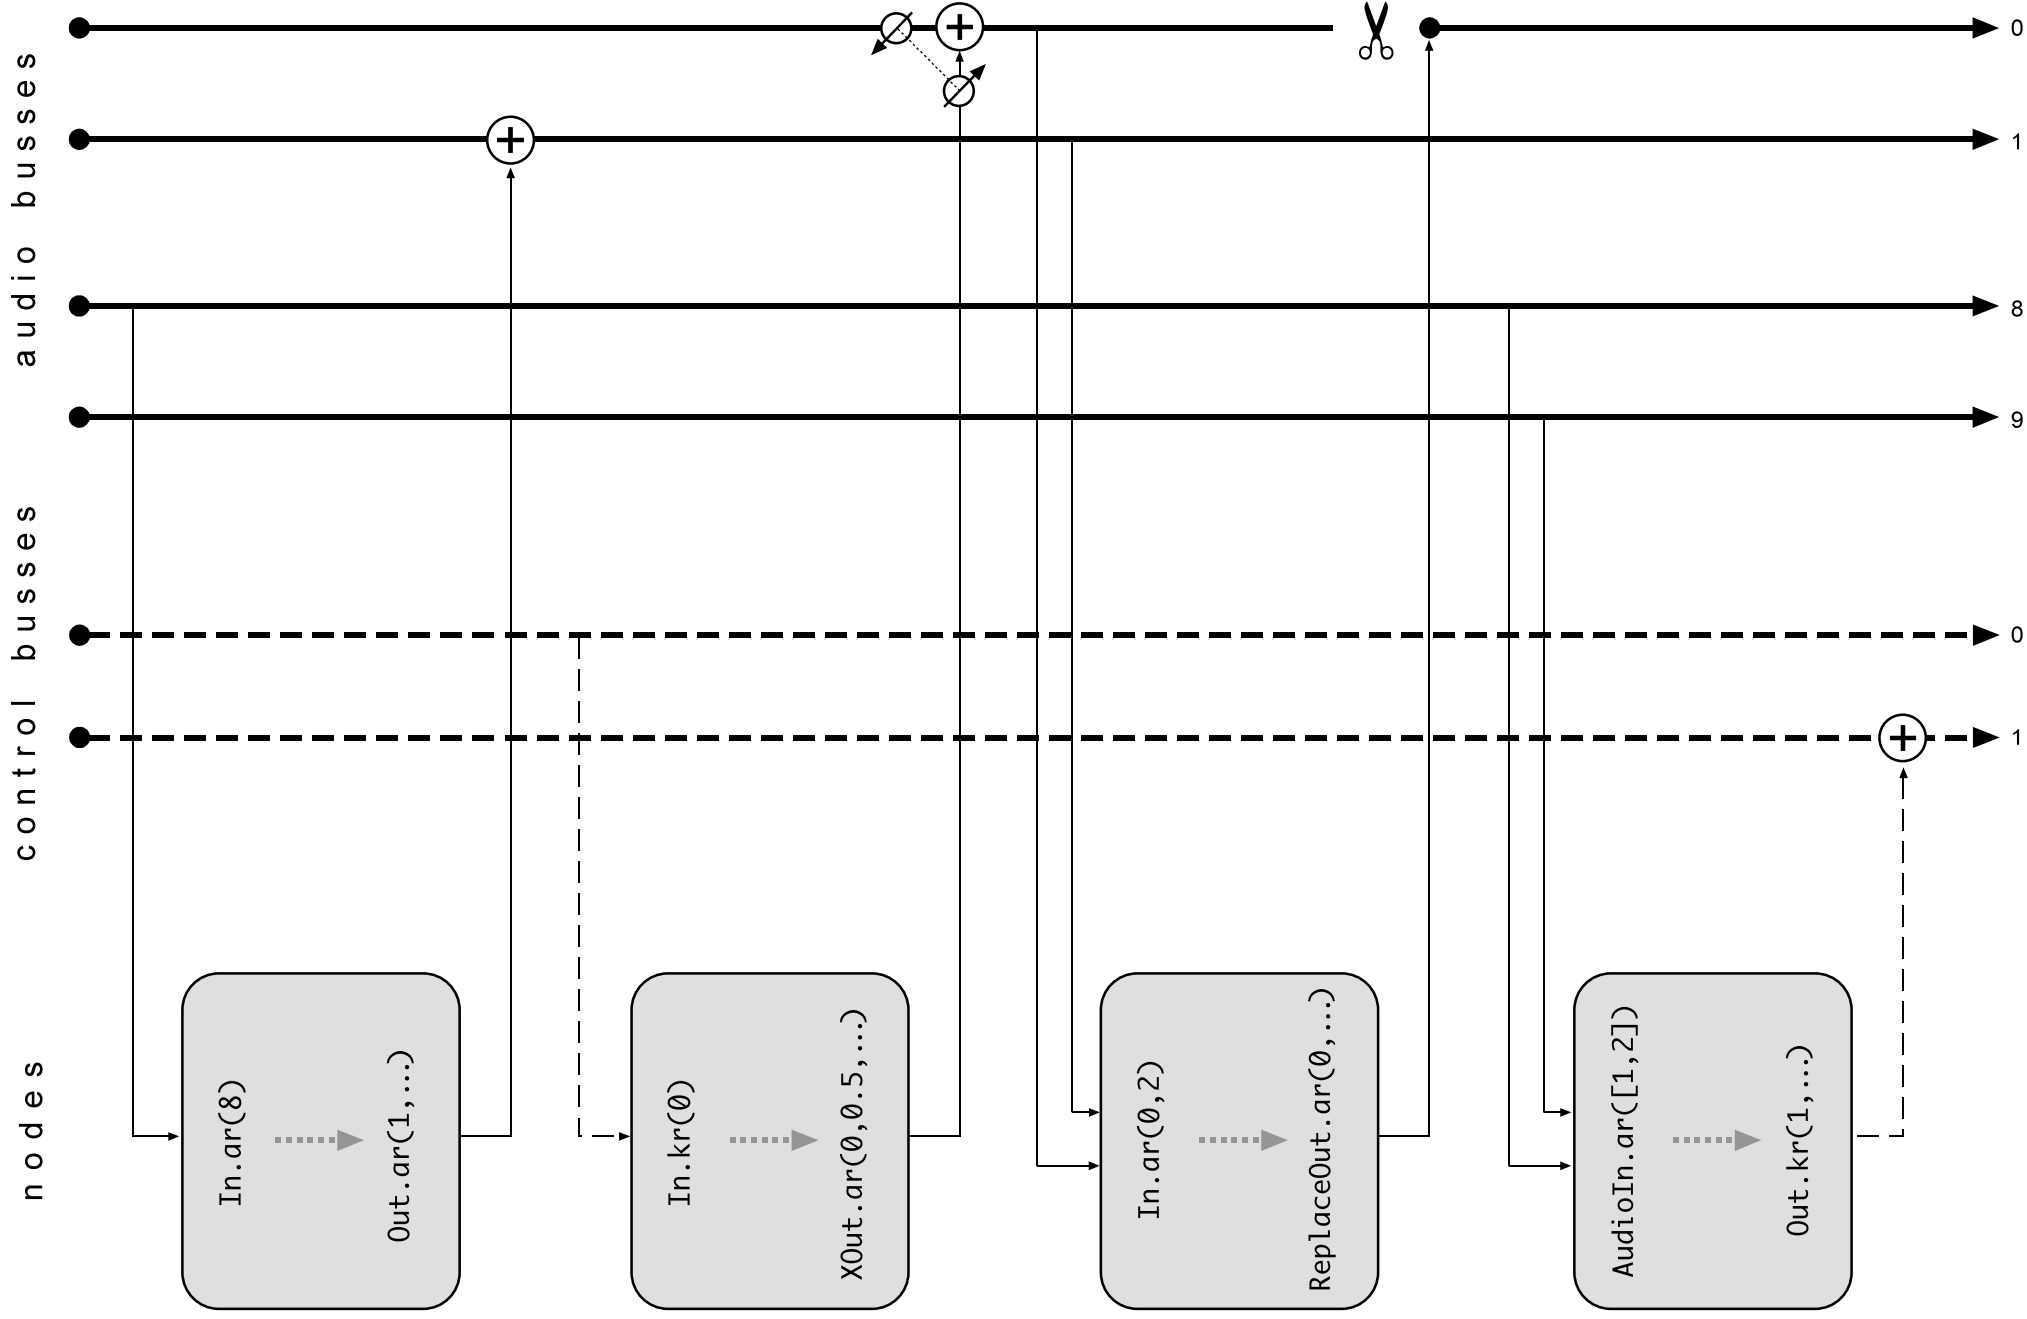 audio busses
0
1
8
9
control busses
0
1
nodes
In.ar(8)
Out.ar(1,...)
In.kr(0)
XOut.ar(0,0.5,...)
In.ar(0,2)
ReplaceOut.ar(0,...)
AudioIn.ar([1,2])
Out.kr(1,...)